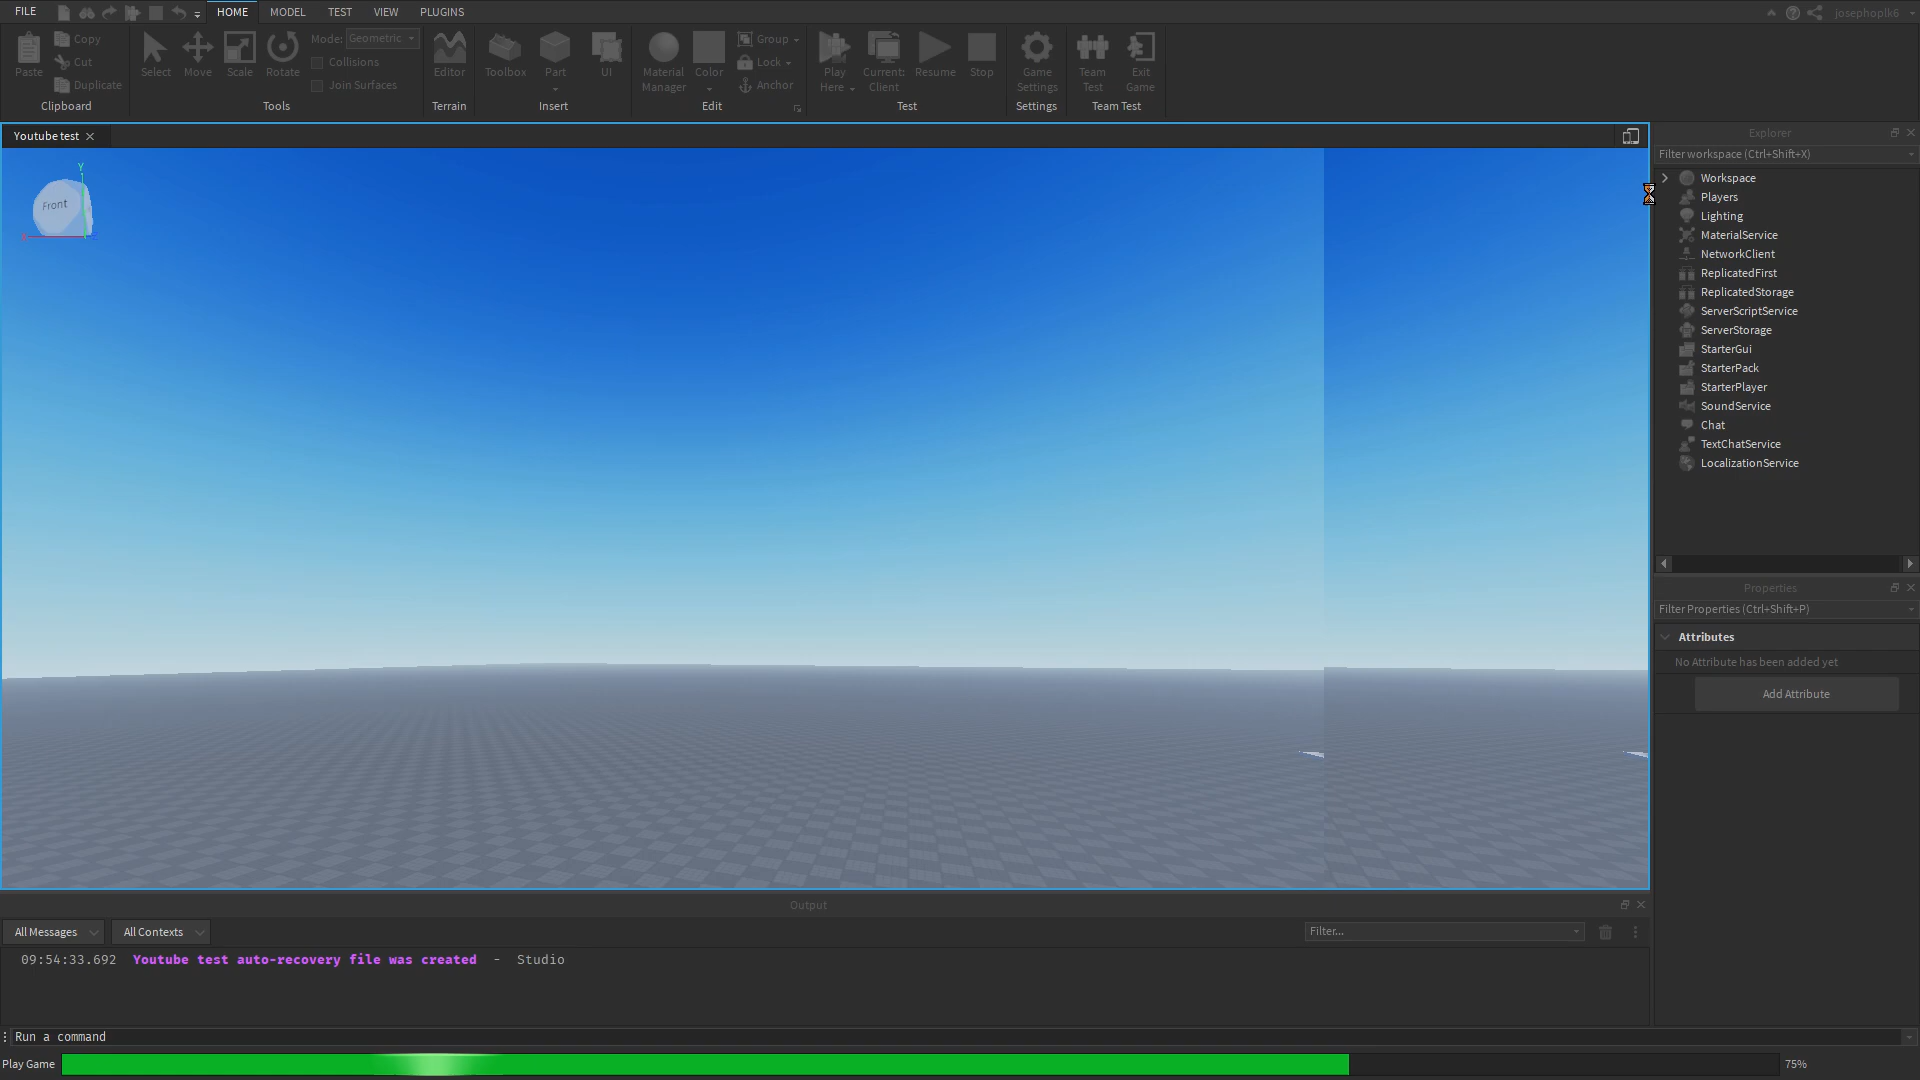 FILE HOME MODEL TEST VIEW PLUGINS josephoplk6
Paste Copy Cut Duplicate
Clipboard
Select Move Scale Rotate Mode: Geometric
Collisions
Join Surfaces
Tools
Editor
Terrain
Toolbox Part UI
Insert
Material Manager Color Group Lock Anchor
Edit
Play Here Current: Client Resume Stop
Test
Game Settings
Settings
Team Test Exit Game
Team Test
Youtube test
Front
Y
Explorer
Filter workspace (Ctrl+Shift+X)
Workspace
Players
Lighting
MaterialService
NetworkClient
ReplicatedFirst
ReplicatedStorage
ServerScriptService
ServerStorage
StarterGui
StarterPack
StarterPlayer
SoundService
Chat
TextChatService
LocalizationService
Properties
Filter Properties (Ctrl+Shift+P)
Attributes
No Attribute has been added yet
Add Attribute
Output
All Messages All Contexts Filter...
09:54:33.692 Youtube test auto-recovery file was created - Studio
Run a command
Play Game 75%